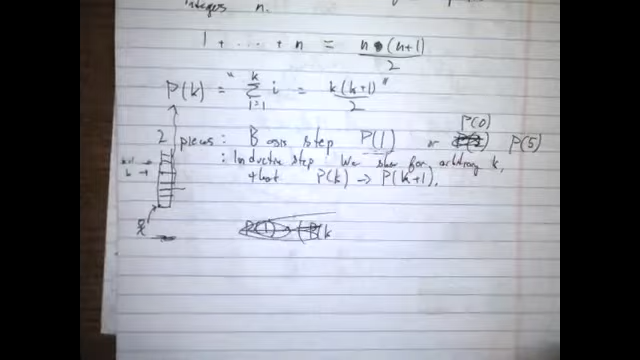 integers n.
1 + . . . + n = n • (n+1) / 2
P(k) = " k ∑ i=1 i = k(k+1) / 2 "
P(0)
2 pieces : Basis step P(1) or P(5)
: Inductive step We show for arbitrary k,
k that P(k) → P(k+1).
P(1) → (P(k